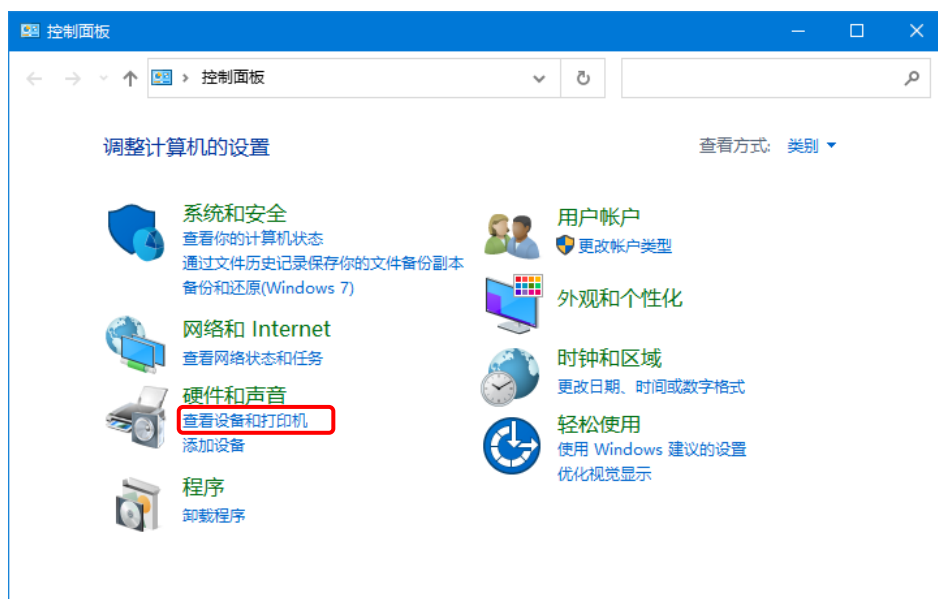 控制面板
控制面板
调整计算机的设置
查看方式: 类别
系统和安全
查看你的计算机状态
通过文件历史记录保存你的文件备份副本
备份和还原(Windows 7)
网络和 Internet
查看网络状态和任务
硬件和声音
查看设备和打印机
添加设备
程序
卸载程序
用户帐户
更改帐户类型
外观和个性化
时钟和区域
更改日期、时间或数字格式
轻松使用
使用 Windows 建议的设置
优化视觉显示